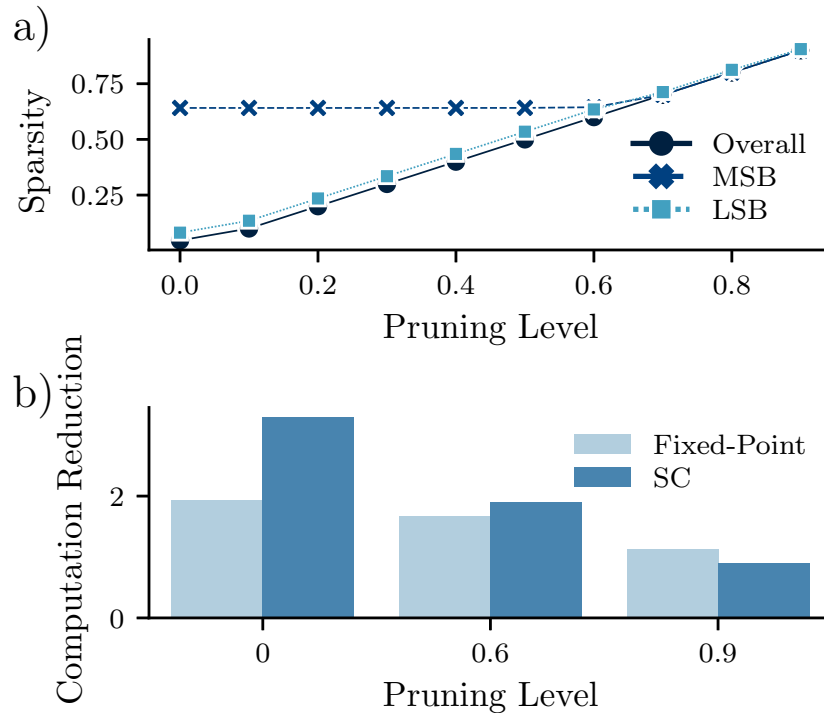 a)
Sparsity
0.75
0.50
0.25
Overall
MSB
LSB
0.0 0.2 0.4 0.6 0.8
Pruning Level
b)
Computation Reduction
2
0
Fixed-Point
SC
0 0.6 0.9
Pruning Level